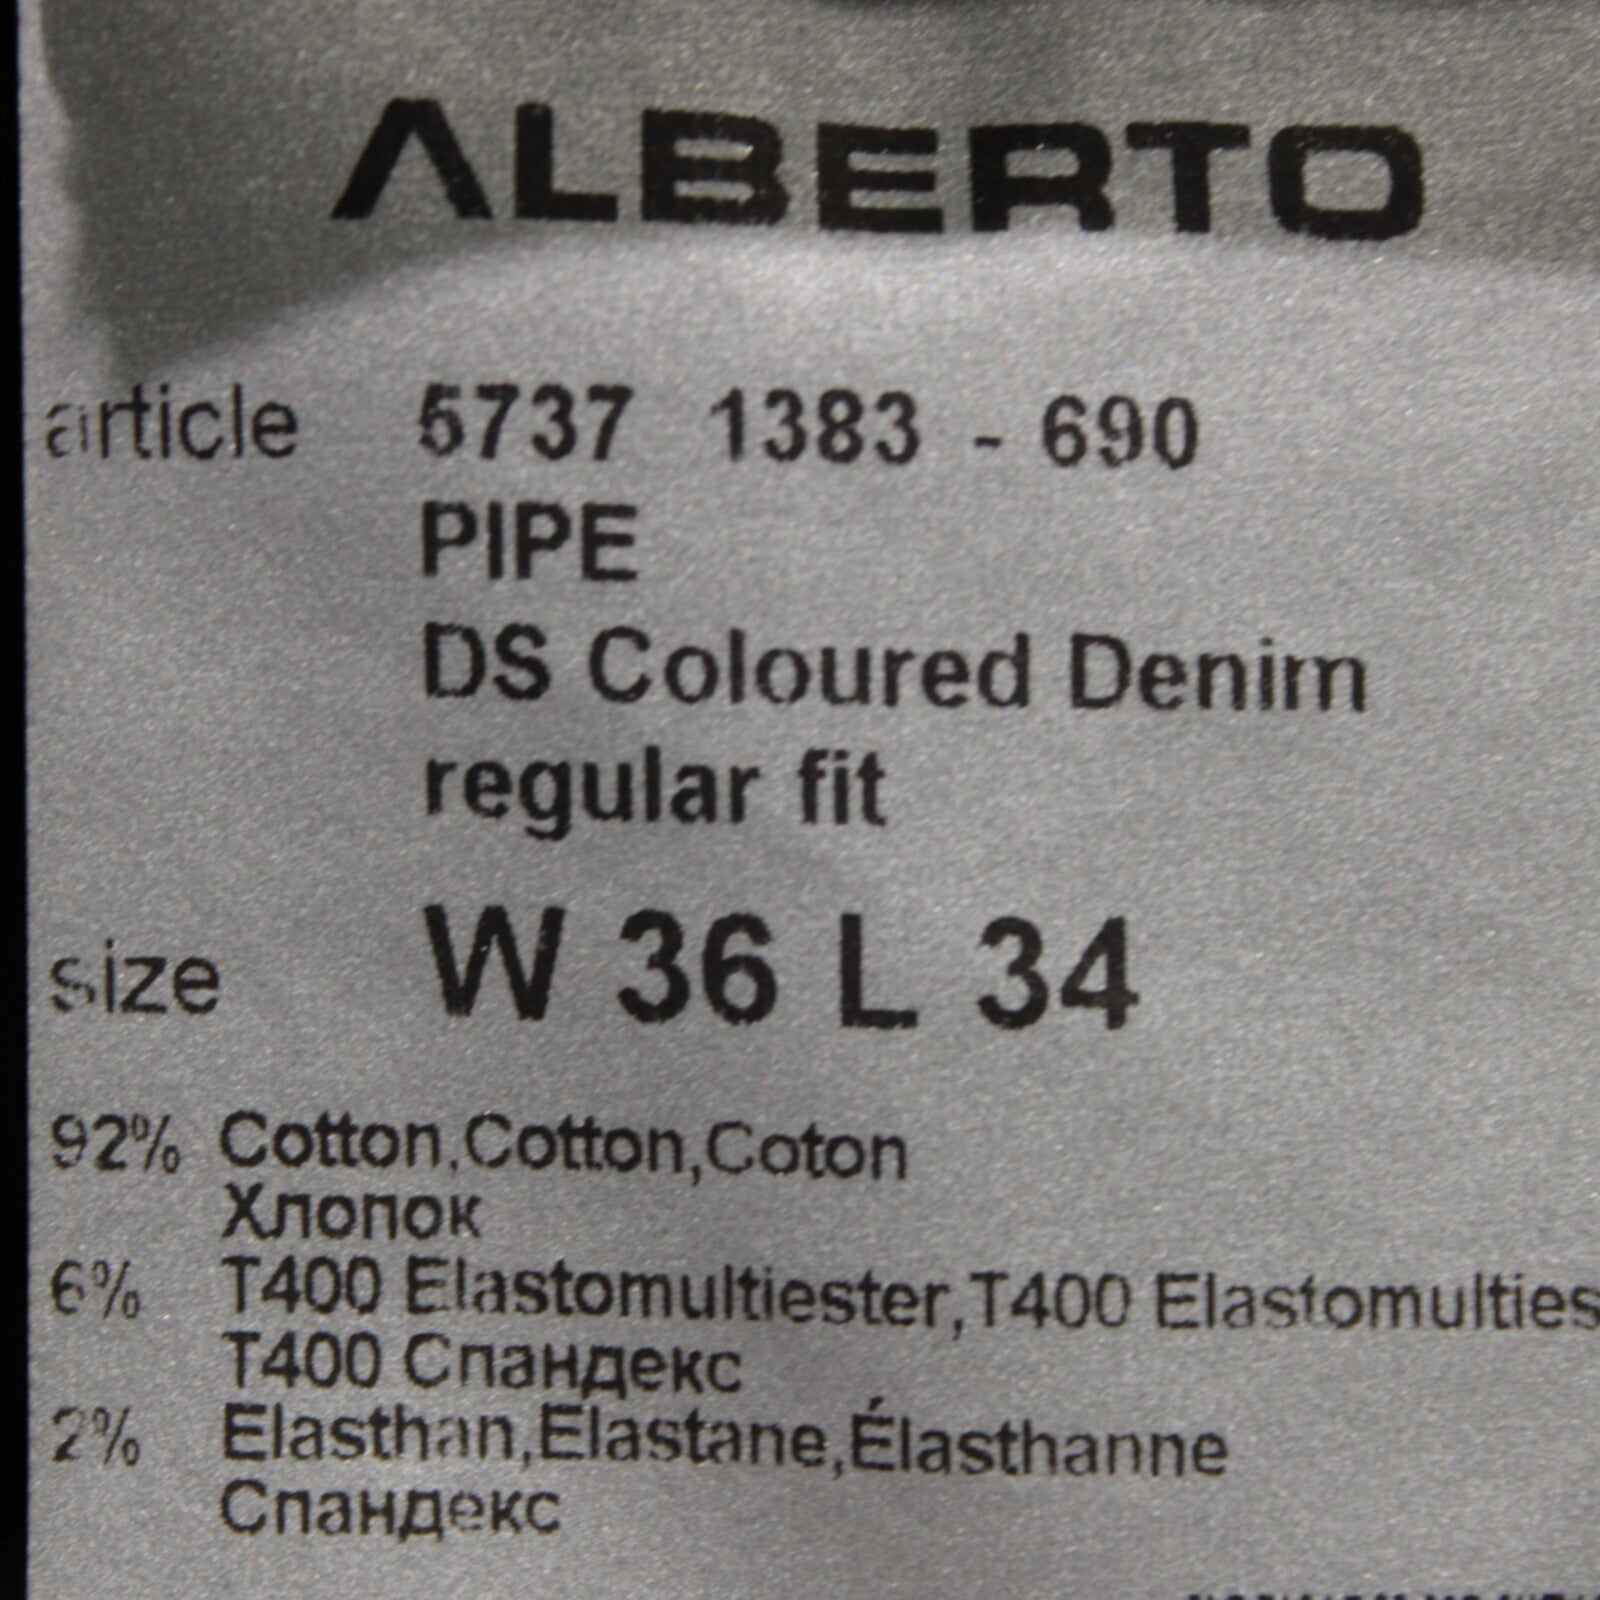 ALBERTO
article 5737 1383 - 690
PIPE
DS Coloured Denim
regular fit
size W 36 L 34
92% Cotton,Cotton,Coton
Хлопок
6% T400 Elastomultiester,T400 Elastomulties
T400 Спандекс
2% Elasthan,Elastane,Élasthanne
Спандекс